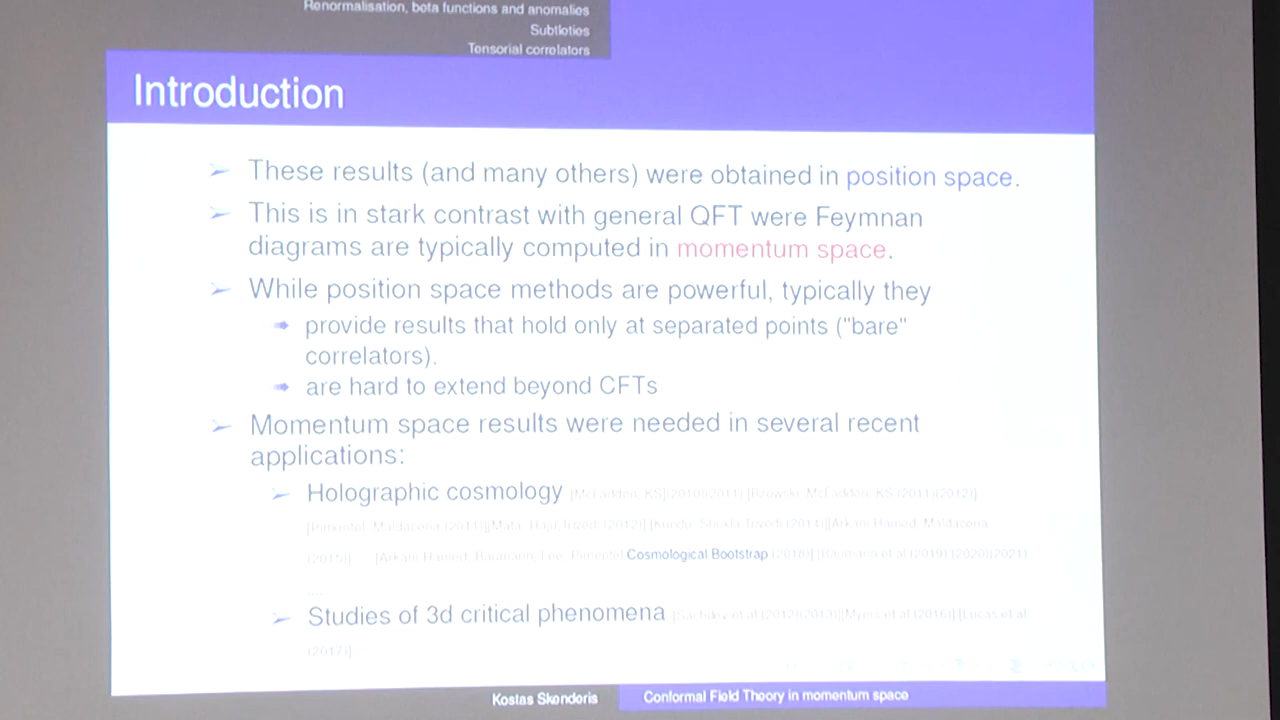 Renormalisation, beta functions and anomalies
Subtleties
Tensorial correlators
Introduction
These results (and many others) were obtained in position space.
This is in stark contrast with general QFT were Feymnan
diagrams are typically computed in momentum space.
While position space methods are powerful, typically they
provide results that hold only at separated points ("bare"
correlators).
are hard to extend beyond CFTs
Momentum space results were needed in several recent
applications:
Holographic cosmology [McFadden, KS](2010)(2011) [Bzowski, McFadden, KS (2011)(2012)]
[Pimentel, Maldacena (2011)][Mata, Raju, Trivedi (2012)] [Kundu, Shukla, Trivedi (2014)][Arkani Hamed, Maldacena
(2015)] [Arkani Hamed, Baumann, Lee, Pimentel Cosmological Bootstrap (2018)] [Baumann et al (2019) (2020)(2021)
....
Studies of 3d critical phenomena [Sachdev et al (2012)(2013)][Myers et al (2016)] [Lucas et al
(2017)]
Kostas Skenderis
Conformal Field Theory in momentum space